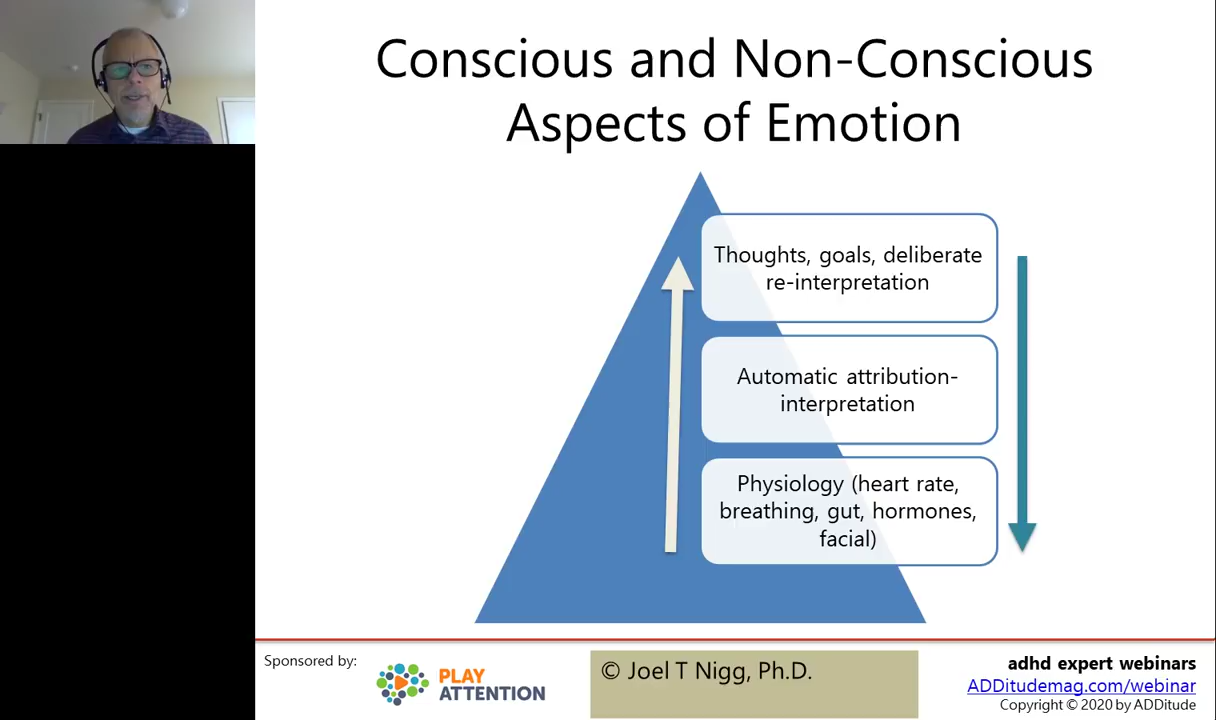 Conscious and Non-Conscious
Aspects of Emotion
Thoughts, goals, deliberate
re-interpretation
Automatic attribution-
interpretation
Physiology (heart rate,
breathing, gut, hormones,
facial)
Sponsored by:
PLAY
ATTENTION
© Joel T Nigg, Ph.D.
adhd expert webinars
ADDitudemag.com/webinar
Copyright © 2020 by ADDitude